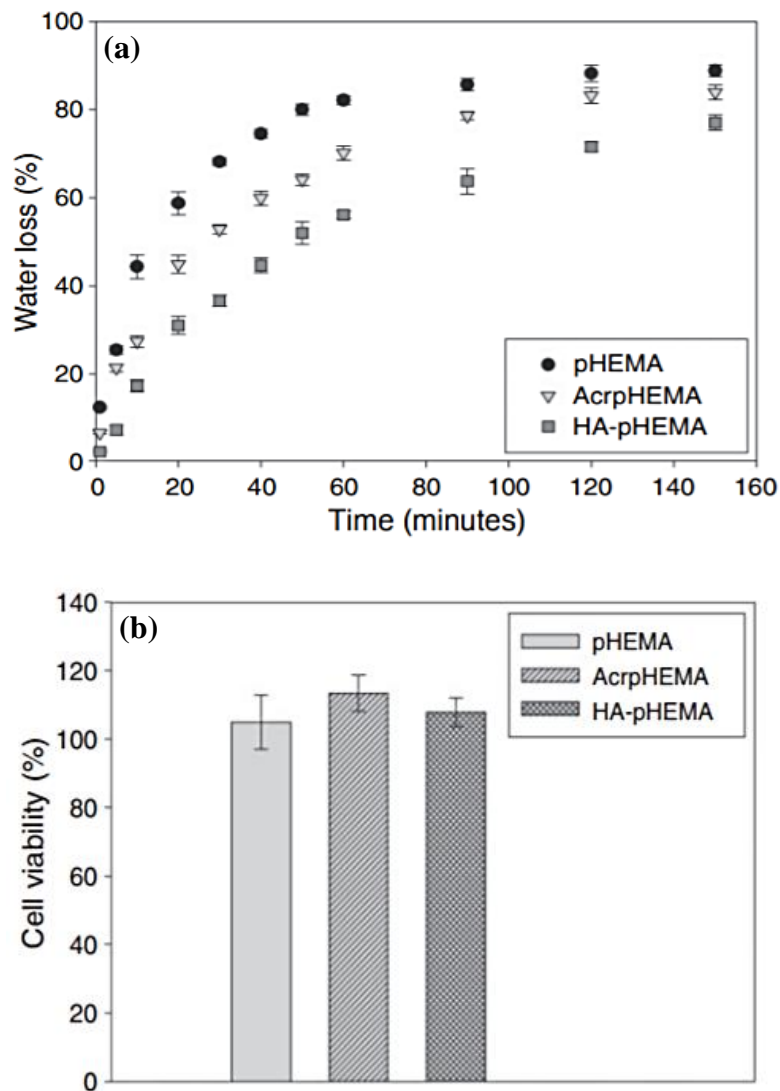 (a)
100
80
60
40
20
0
Water loss (%)
pHEMA
AcrpHEMA
HA-pHEMA
0 20 40 60 80 100 120 140 160
Time (minutes)
(b)
140
120
100
80
60
40
20
0
Cell viability (%)
pHEMA
AcrpHEMA
HA-pHEMA